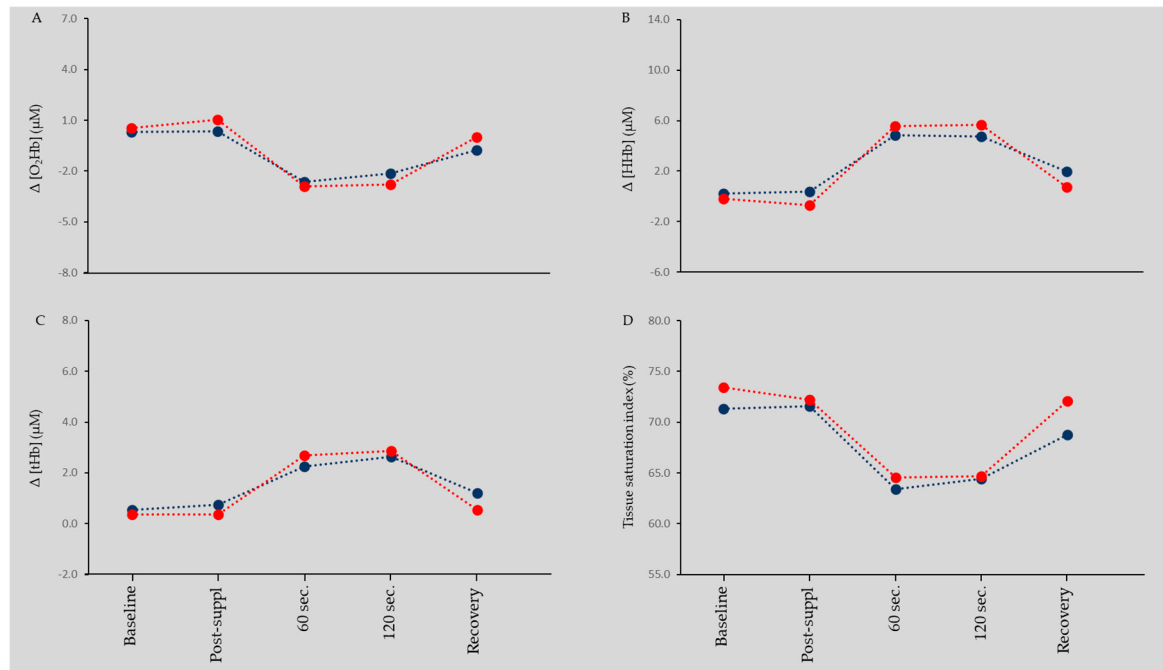 A
7.0
4.0
1.0
-2.0
-5.0
-8.0
Δ [O₂Hb] (μM)
B
14.0
10.0
6.0
2.0
-2.0
-6.0
Δ [HHb] (μM)
C
8.0
6.0
4.0
2.0
0.0
-2.0
Δ [tHb] (μM)
Baseline
Post-suppl
60 sec.
120 sec.
Recovery
D
80.0
75.0
70.0
65.0
60.0
55.0
Tissue saturation index (%)
Baseline
Post-suppl
60 sec.
120 sec.
Recovery